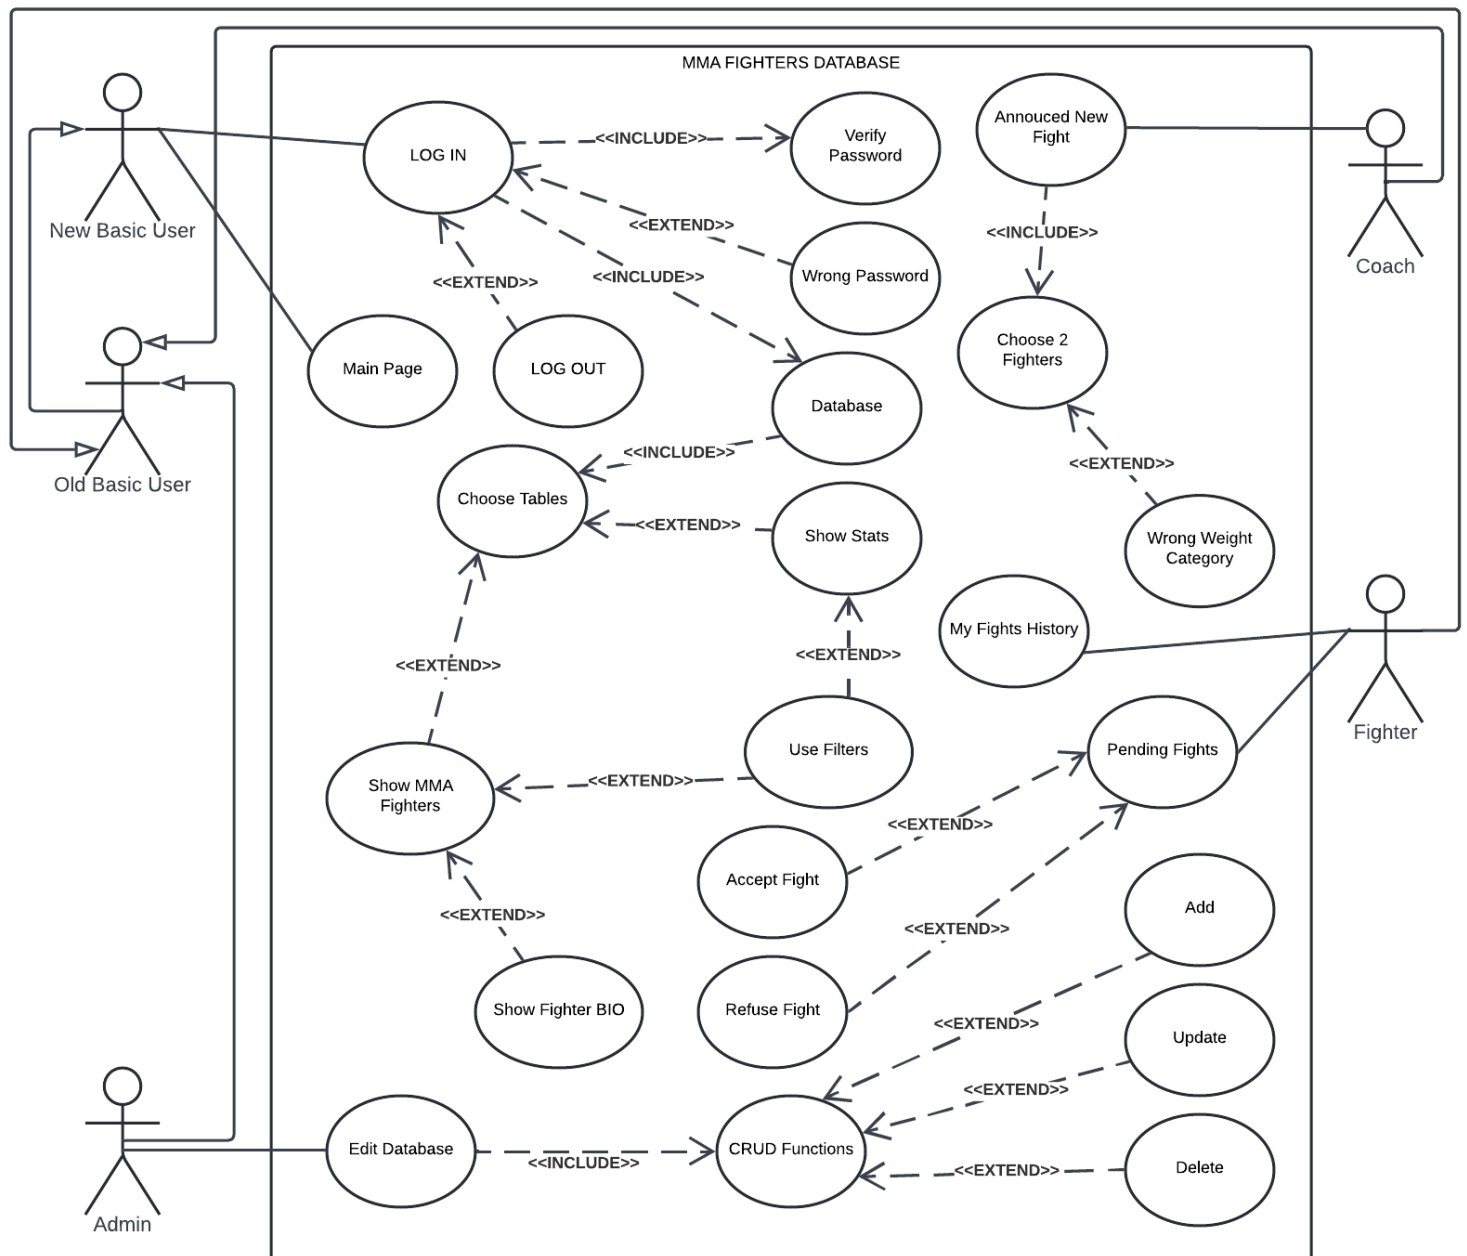 MMA FIGHTERS DATABASE
New Basic User
LOG IN
<<INCLUDE>>
Verify
Password
Annouced New
Fight
Coach
<<EXTEND>>
<<INCLUDE>>
<<EXTEND>>
<<INCLUDE>>
Wrong Password
Main Page
LOG OUT
Choose 2
Fighters
Database
Old Basic User
<<INCLUDE>>
<<EXTEND>>
Choose Tables
<<EXTEND>>
Show Stats
Wrong Weight
Category
My Fights History
<<EXTEND>>
<<EXTEND>>
Fighter
Show MMA
Fighters
<<EXTEND>>
Use Filters
Pending Fights
<<EXTEND>>
Accept Fight
<<EXTEND>>
<<EXTEND>>
Add
Show Fighter BIO
Refuse Fight
<<EXTEND>>
Update
<<EXTEND>>
Admin
Edit Database
<<INCLUDE>>
CRUD Functions
<<EXTEND>>
Delete